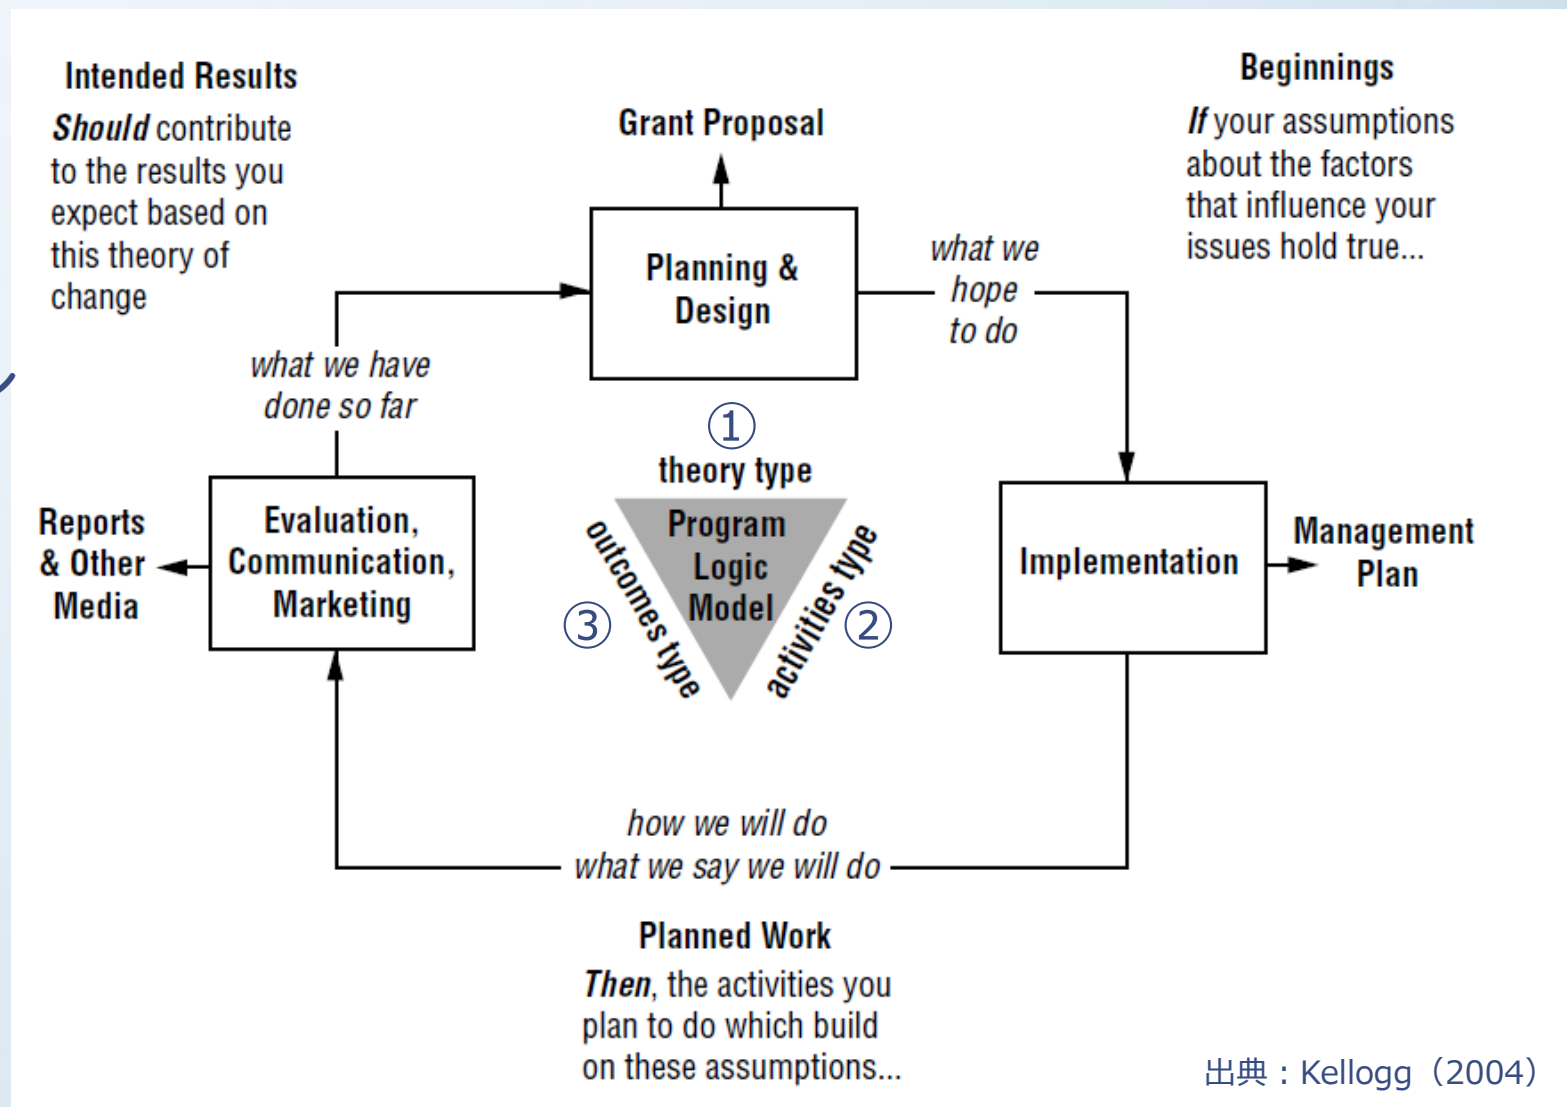 Intended Results
Should contribute
to the results you
expect based on
this theory of
change
Grant Proposal
Beginnings
If your assumptions
about the factors
that influence your
issues hold true...
Planning &
Design
what we
hope
to do
what we have
done so far
①
theory type
Program
Logic
Model
outcomes type
activities type
③
②
Reports
& Other
Media
Evaluation,
Communication,
Marketing
Implementation
Management
Plan
how we will do
what we say we will do
Planned Work
Then, the activities you
plan to do which build
on these assumptions...
出典：Kellogg（2004）